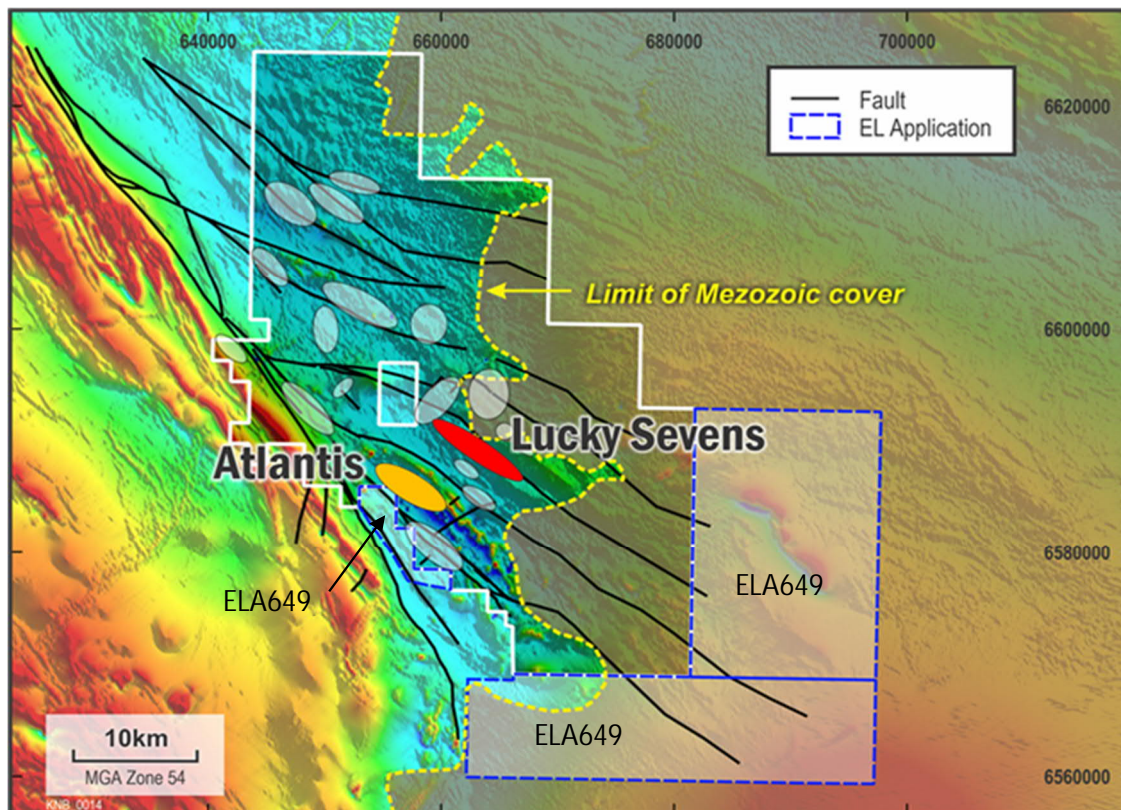 640000
660000
680000
700000
Fault
EL Application
6620000
Limit of Mezozoic cover
6600000
Lucky Sevens
Atlantis
6580000
ELA649
ELA649
ELA649
10km
MGA Zone 54
6560000
KNB_0014